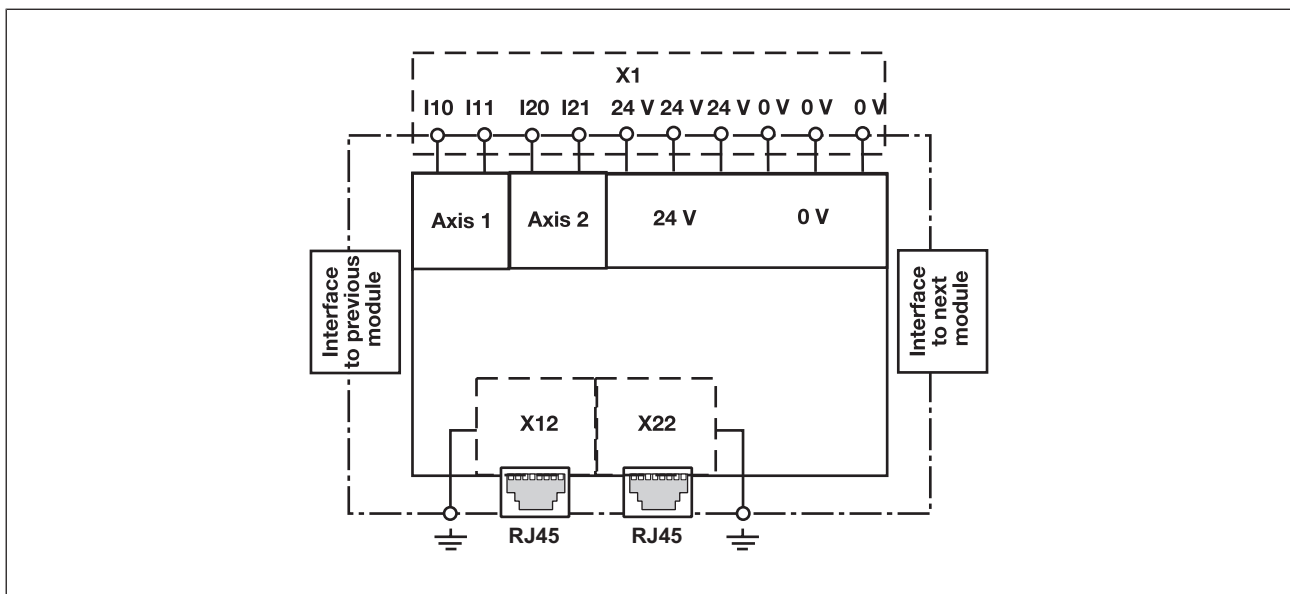 X1
I10 I11 I20 I21 24 V 24 V 24 V 0 V 0 V 0 V
Axis 1 Axis 2 24 V 0 V
Interface
to previous
module
Interface
to next
module
X12 X22
RJ45 RJ45